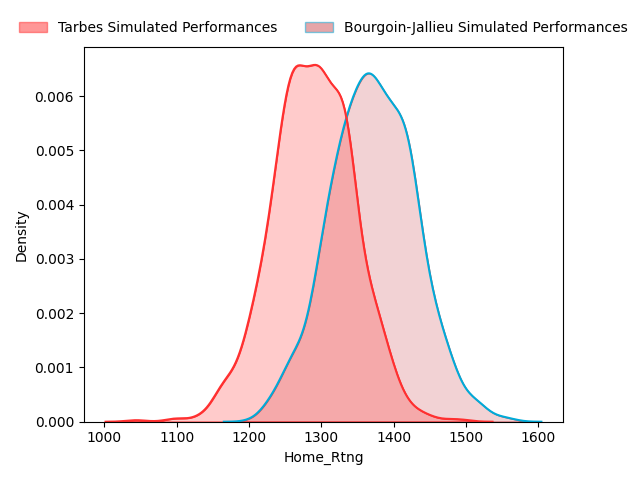 Tarbes Simulated Performances
Bourgoin-Jallieu Simulated Performances
0.006
0.005
0.004
0.003
0.002
0.001
0.000
Density
1000 1100 1200 1300 1400 1500 1600
Home_Rtng